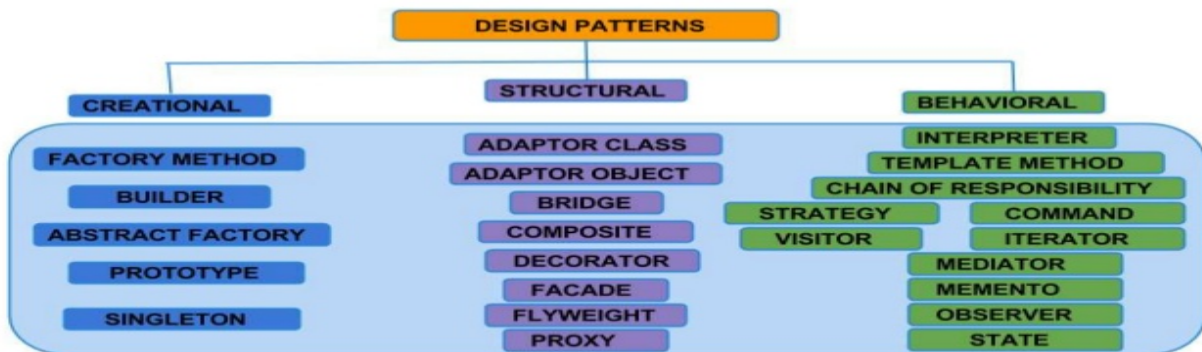 DESIGN PATTERNS
CREATIONAL
FACTORY METHOD
BUILDER
ABSTRACT FACTORY
PROTOTYPE
SINGLETON
STRUCTURAL
ADAPTOR CLASS
ADAPTOR OBJECT
BRIDGE
COMPOSITE
DECORATOR
FACADE
FLYWEIGHT
PROXY
BEHAVIORAL
INTERPRETER
TEMPLATE METHOD
CHAIN OF RESPONSIBILITY
STRATEGY COMMAND
VISITOR ITERATOR
MEDIATOR
MEMENTO
OBSERVER
STATE